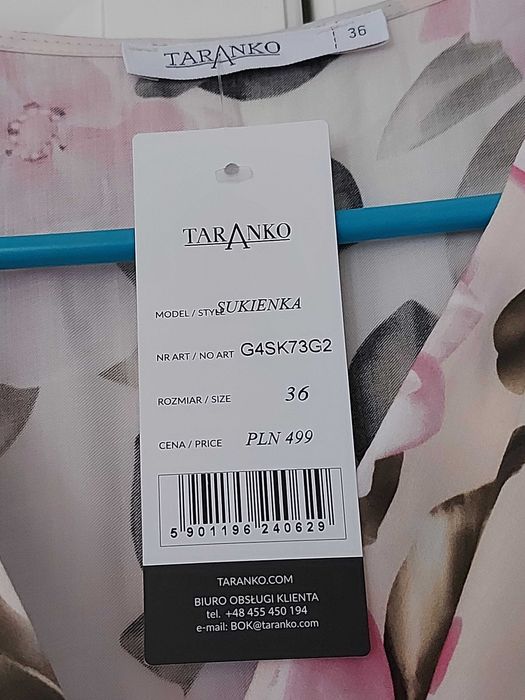 TARANKO
36
TARANKO
MODEL / STYLE SUKIENKA
NR ART / NO ART G4SK73G2
ROZMIAR / SIZE 36
CENA / PRICE PLN 499
5 901196 240629
TARANKO.COM
BIURO OBSŁUGI KLIENTA
tel. +48 455 450 194
e-mail: BOK@taranko.com